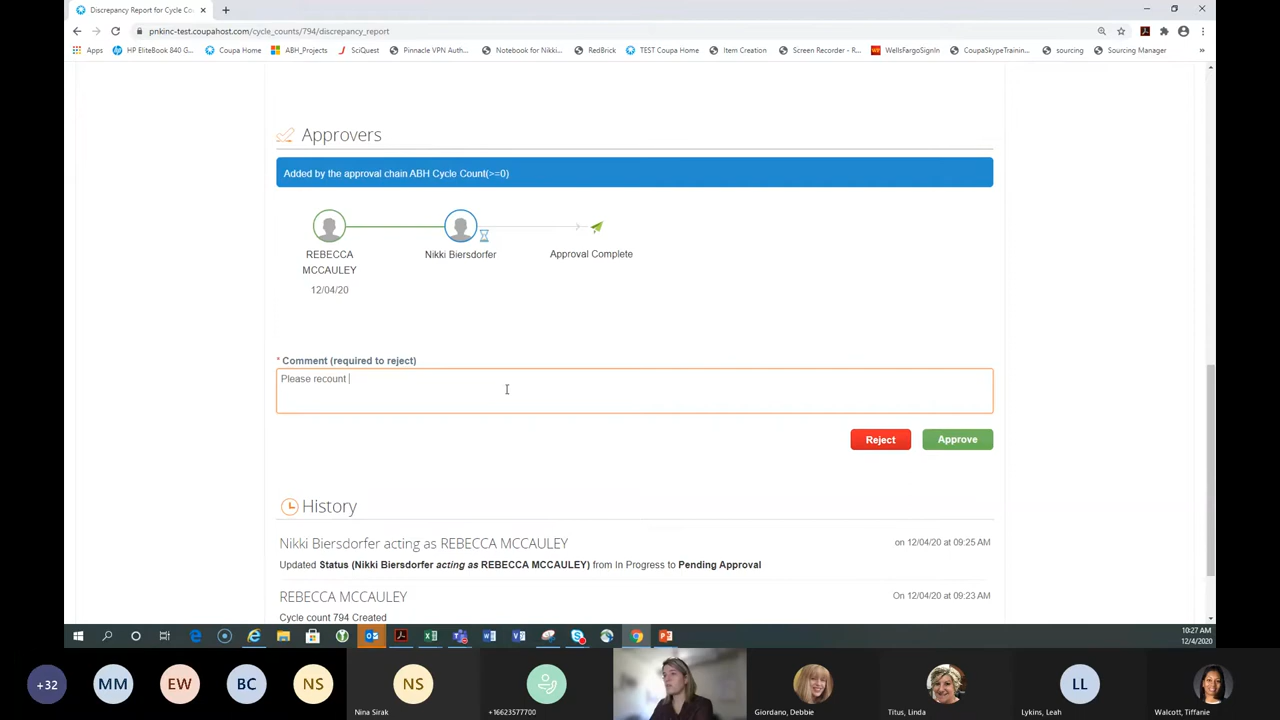 Discrepancy Report for Cycle Co
pnkinc-test.coupahost.com/cycle_counts/794/discrepancy_report
Apps HP EliteBook 840 G... Coupa Home ABH_Projects SciQuest Pinnacle VPN Auth... Notebook for Nikki... RedBrick TEST Coupa Home Item Creation Screen Recorder - R... WellsFargoSignIn CoupaSkypeTrainin... sourcing Sourcing Manager »
Approvers
Added by the approval chain ABH Cycle Count(>=0)
REBECCA
MCCAULEY
12/04/20
Nikki Biersdorfer
Approval Complete
* Comment (required to reject)
Please recount
Reject Approve
History
Nikki Biersdorfer acting as REBECCA MCCAULEY on 12/04/20 at 09:25 AM
Updated Status (Nikki Biersdorfer acting as REBECCA MCCAULEY) from In Progress to Pending Approval
REBECCA MCCAULEY On 12/04/20 at 09:23 AM
Cycle count 794 Created
10:27 AM
12/4/2020
+32 MM EW BC NS NS LL
Nina Sirak +16623577700 Giordano, Debbie Titus, Linda Lykins, Leah Walcott, Tiffanie